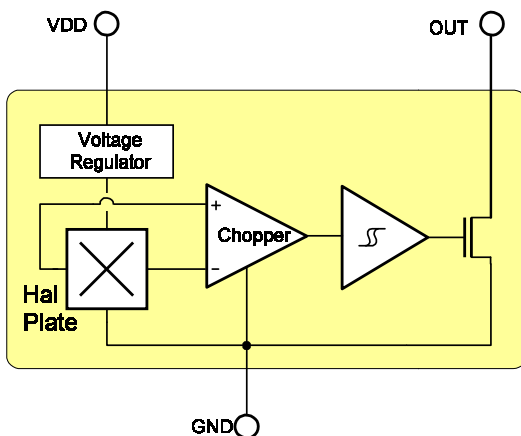 VDD
OUT
Voltage
Regulator
+
Chopper
−
Hal
Plate
GND